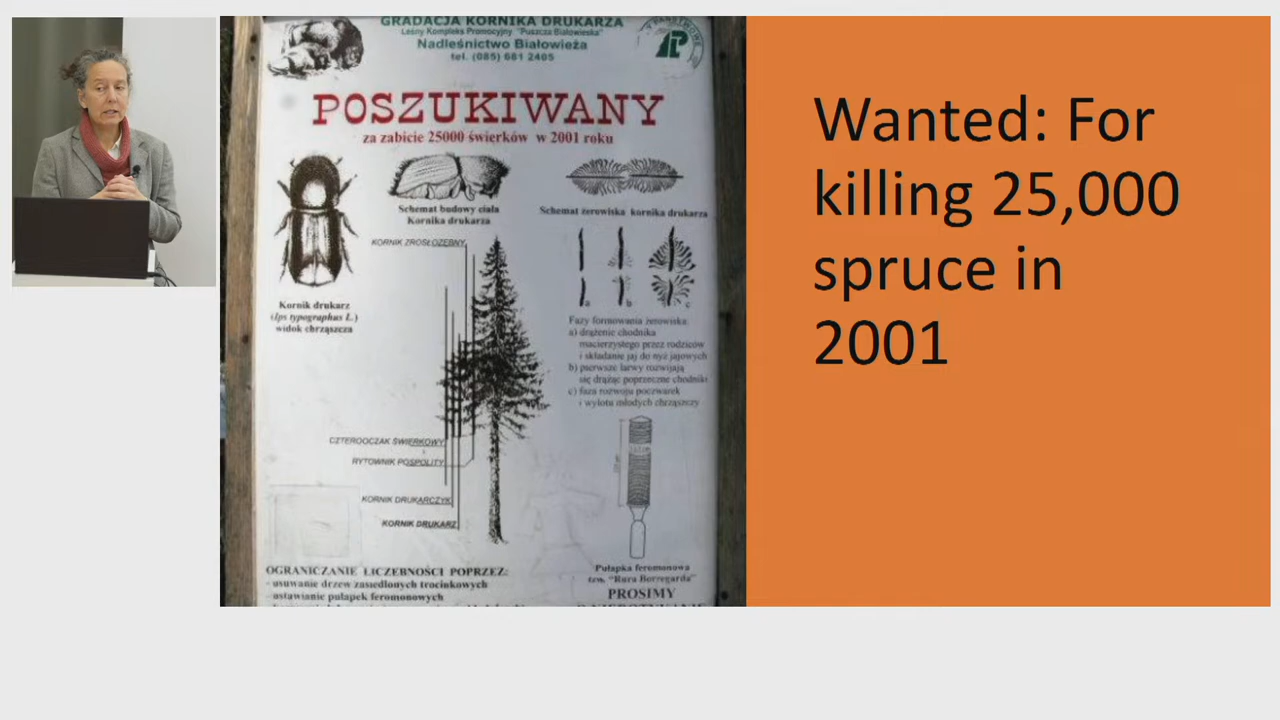 GRADACJA KORNIKA DRUKARZA
Leśny Kompleks Promocyjny "Puszcza Białowieska"
Nadleśnictwo Białowieża
tel. (085) 681 2405
POSZUKIWANY
za zabicie 25000 świerków w 2001 roku
Schemat budowy ciała
Kornika drukarza
Schemat żerowiska kornika drukarza
KORNIK ZROSŁOZĘBNY
Kornik drukarz
(Ips typographus L.)
widok chrząszcza
a b c
Fazy formowania żerowiska
a) drążenie chodnika
macierzystego przez rodziców
i składanie jaj do nyż jajowych
b) pierwsze larwy rozwijają
się drążąc poprzeczne chodniki
c) faza rozwoju poczwarek
i wylotu młodych chrząszczy
CZTEROOCZAK ŚWIERKOWY
RYTOWNIK POSPOLITY
KORNIK DRUKARCZYK
KORNIK DRUKARZ
OGRANICZANIE LICZEBNOŚCI POPRZEZ:
- usuwanie drzew zasiedlonych trocinkowych
- ustawianie pułapek feromonowych
Pułapka feromonowa
tzw. "Rura Borregarda"
PROSIMY
Wanted: For
killing 25,000
spruce in
2001